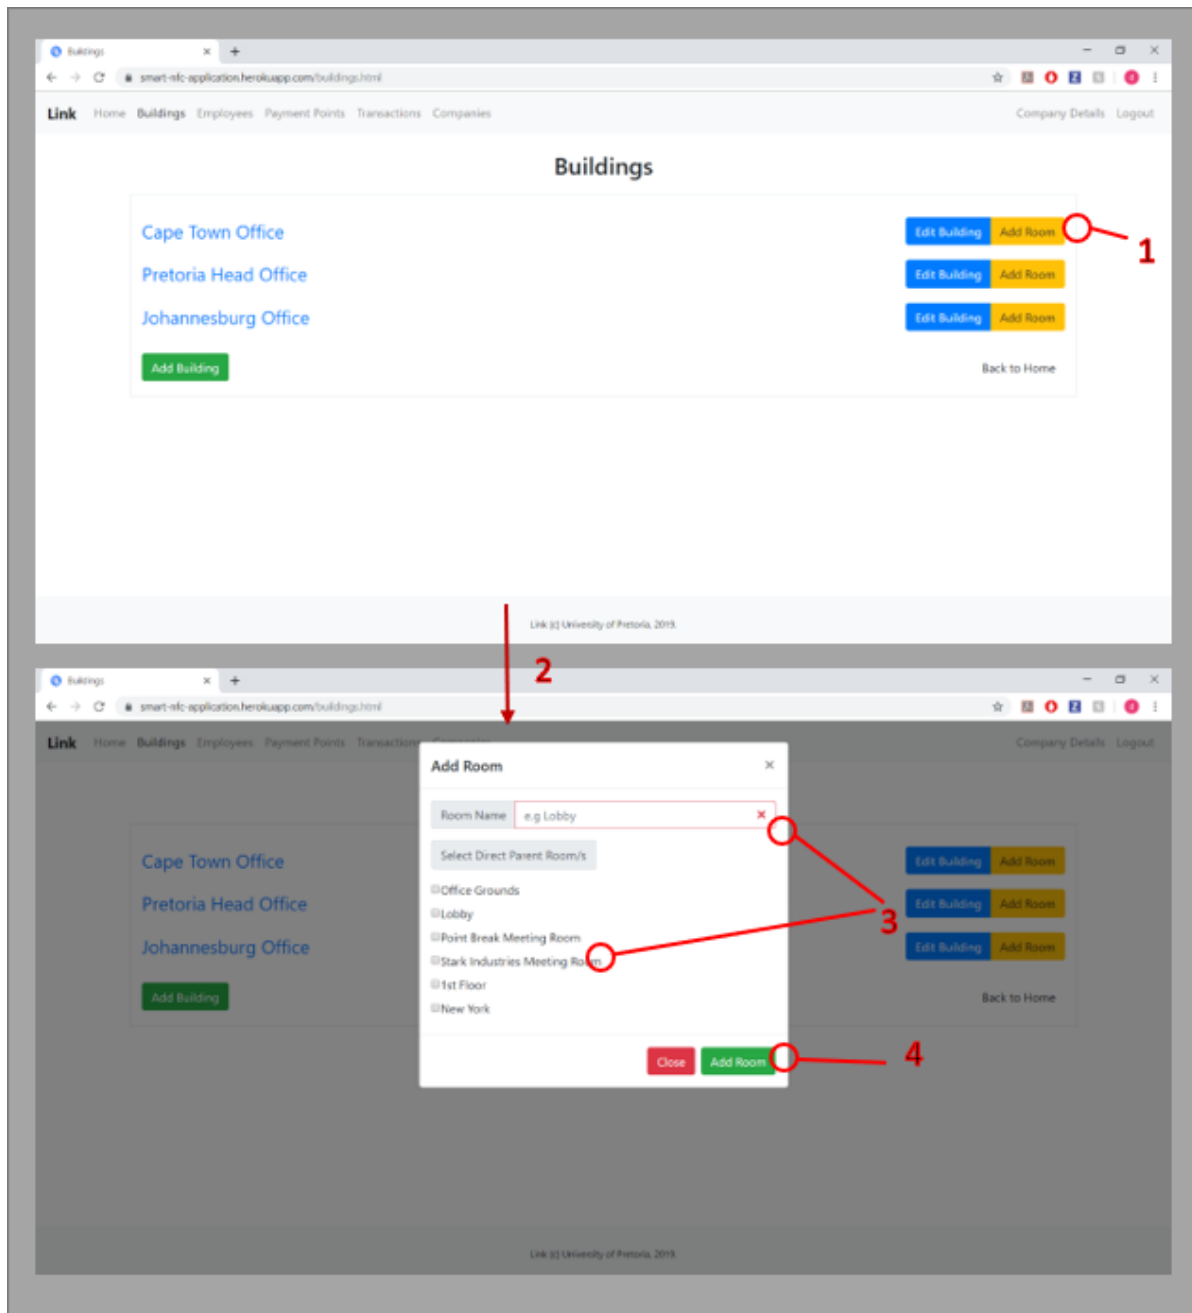 Buildings
smart-nfc-application.herokuapp.com/buildings.html
Link Home Buildings Employees Payment Points Transactions Companies Company Details Logout
Buildings
Cape Town Office Edit Building Add Room
1
Pretoria Head Office Edit Building Add Room
Johannesburg Office Edit Building Add Room
Add Building Back to Home
Link (c) University of Pretoria, 2019.
2
Buildings
smart-nfc-application.herokuapp.com/buildings.html
Link Home Buildings Employees Payment Points Transactions Companies Company Details Logout
Add Room
Room Name e.g Lobby
Select Direct Parent Room/s
Office Grounds
Lobby
Point Break Meeting Room
Stark Industries Meeting Room
1st Floor
New York
Close Add Room
3
4
Cape Town Office Edit Building Add Room
Pretoria Head Office Edit Building Add Room
Johannesburg Office Edit Building Add Room
Add Building Back to Home
Link (c) University of Pretoria, 2019.